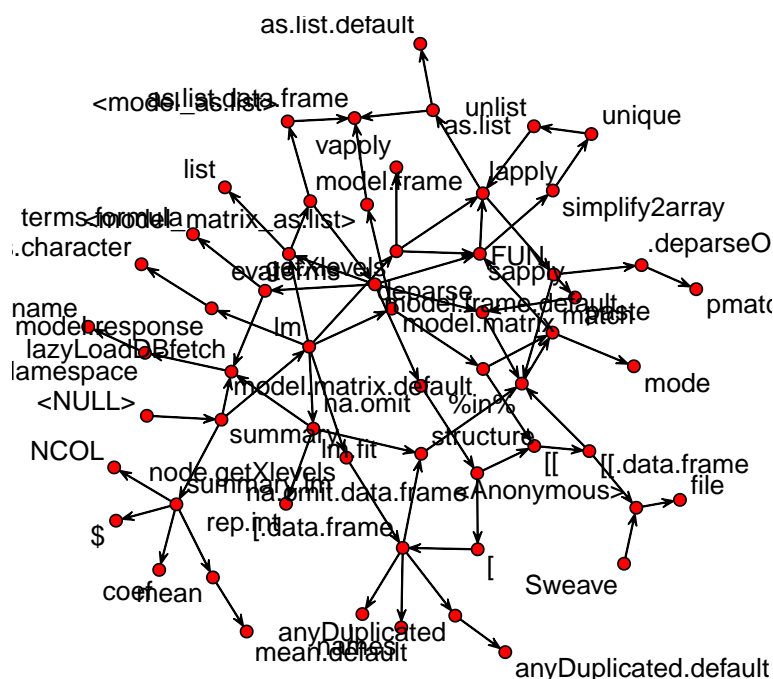 as.list.default
as.list.data.frame
<model_as.list>
as.list
unlist
unique
vapply
list
model.frame
lapply
simplify2array
terms.formula
<model_matrix_as.list>
s.character
FUN
.deparseO
getXlevels
evalterms
sapply
deparse
model.frame.default
paste
match
pmatc
name
model.response
lm
model.matrix
lazyLoadDBfetch
lamespace
model.matrix.default
mode
<NULL>
na.omit
%in%
summary
structure
NCOL
lm.fit
[[
[[.data.frame
node.getXlevels
summary.lm
na.omit.data.frame
<Anonymous>
file
$
rep.int
[.data.frame
[
coef
mean
Sweave
anyDuplicated
names
mean.default
anyDuplicated.default